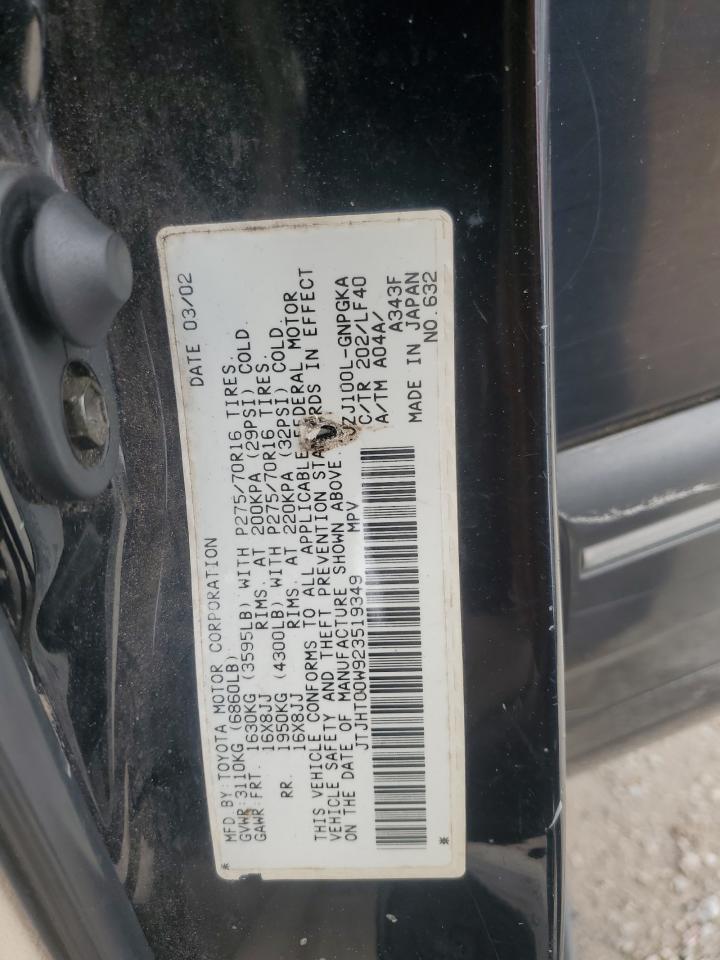 MFD BY: TOYOTA MOTOR CORPORATION DATE 03/02
GVWR: 3110KG (6860LB)
GAWR: FRT. 1630KG (3595LB) WITH P275/70R16 TIRES.
16X8JJ RIMS. AT 200KPA (29PSI) COLD.
RR. 1950KG (4300LB) WITH P275/70R16 TIRES.
16X8JJ RIMS. AT 220KPA (32PSI) COLD.
THIS VEHICLE CONFORMS TO ALL APPLICABLE FEDERAL MOTOR
VEHICLE SAFETY AND THEFT PREVENTION STANDARDS IN EFFECT
ON THE DATE OF MANUFACTURE SHOWN ABOVE.
JTJHT00W923519349 MPV
UZJ100L-GNPGKA
C/TR 202/LF40
A/TM A04A/
A343F
MADE IN JAPAN
NO.632